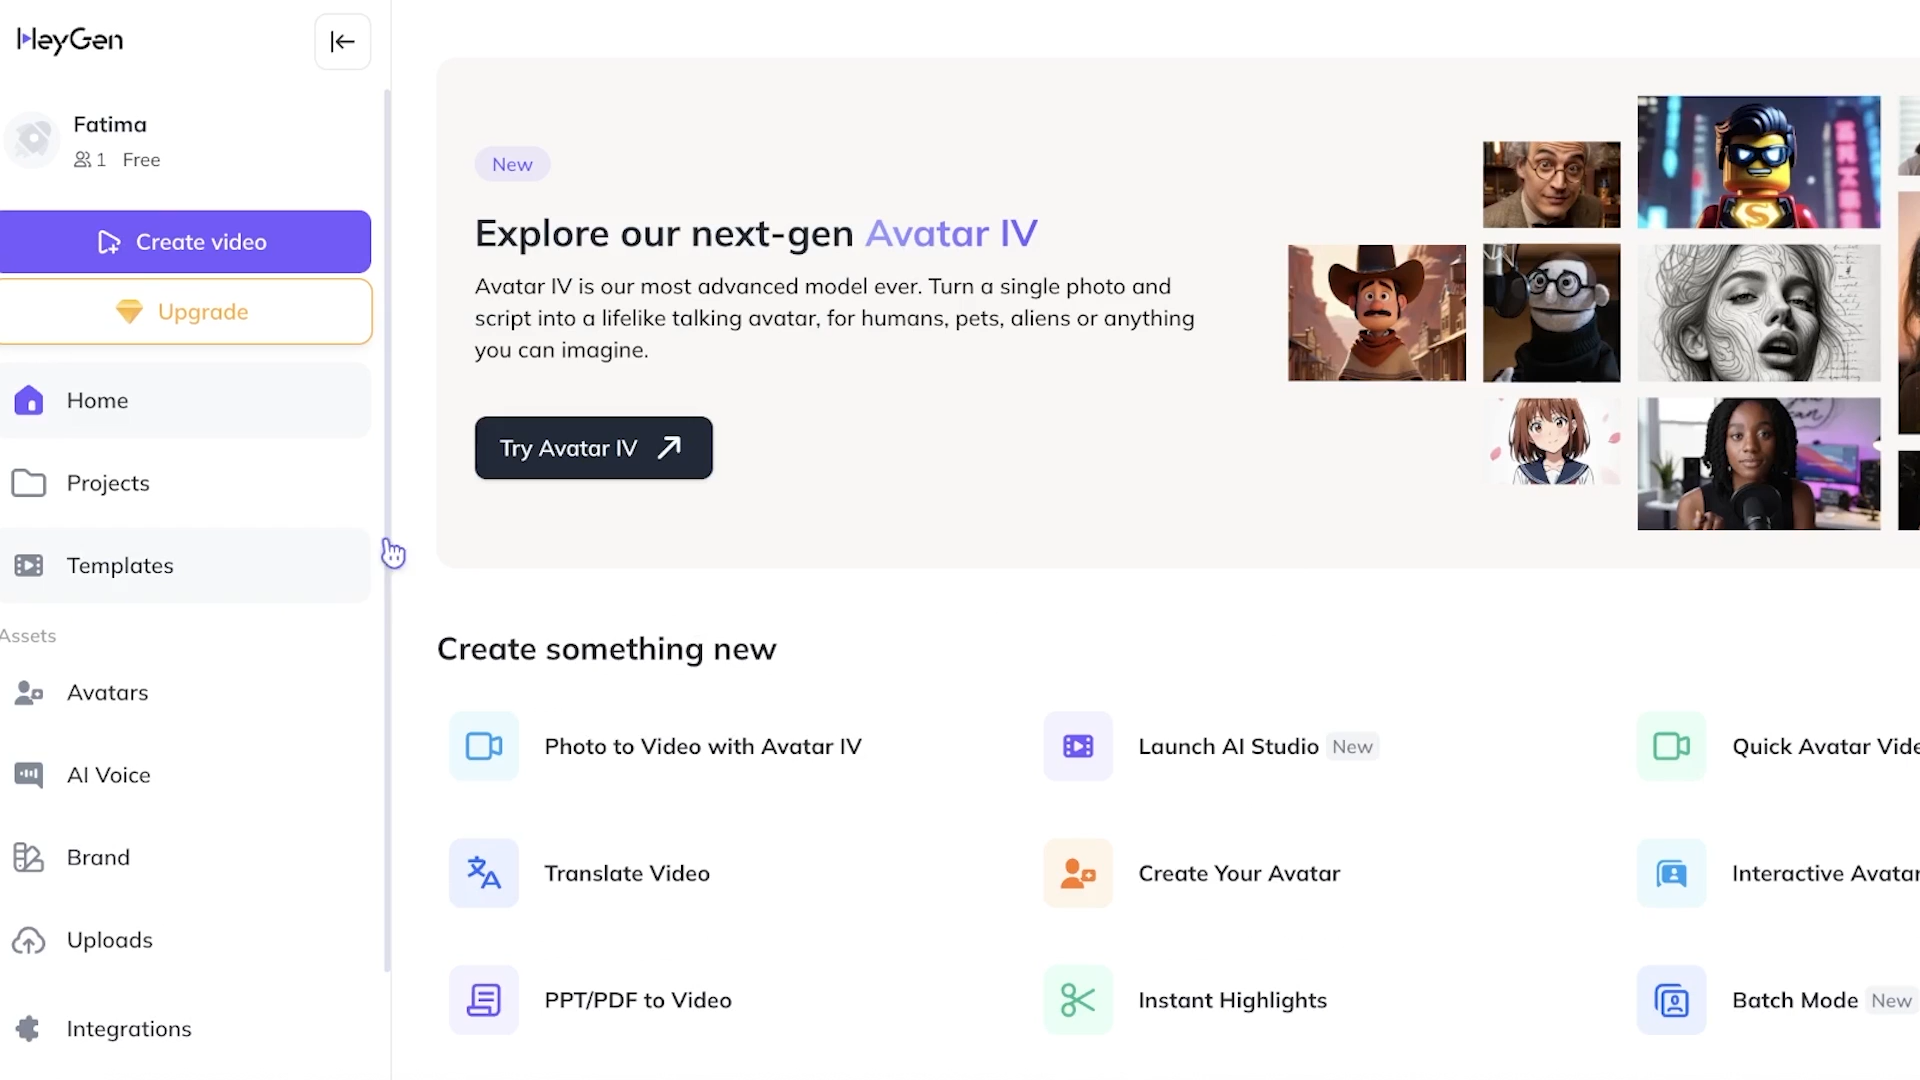 HeyGen
Fatima
1 Free
Create video
Upgrade
Home
Projects
Templates
Assets
Avatars
AI Voice
Brand
Uploads
Integrations
New
Explore our next-gen Avatar IV
Avatar IV is our most advanced model ever. Turn a single photo and
script into a lifelike talking avatar, for humans, pets, aliens or anything
you can imagine.
Try Avatar IV
Create something new
Photo to Video with Avatar IV
Launch AI Studio New
Quick Avatar Vide
Translate Video
Create Your Avatar
Interactive Avatar
PPT/PDF to Video
Instant Highlights
Batch Mode New